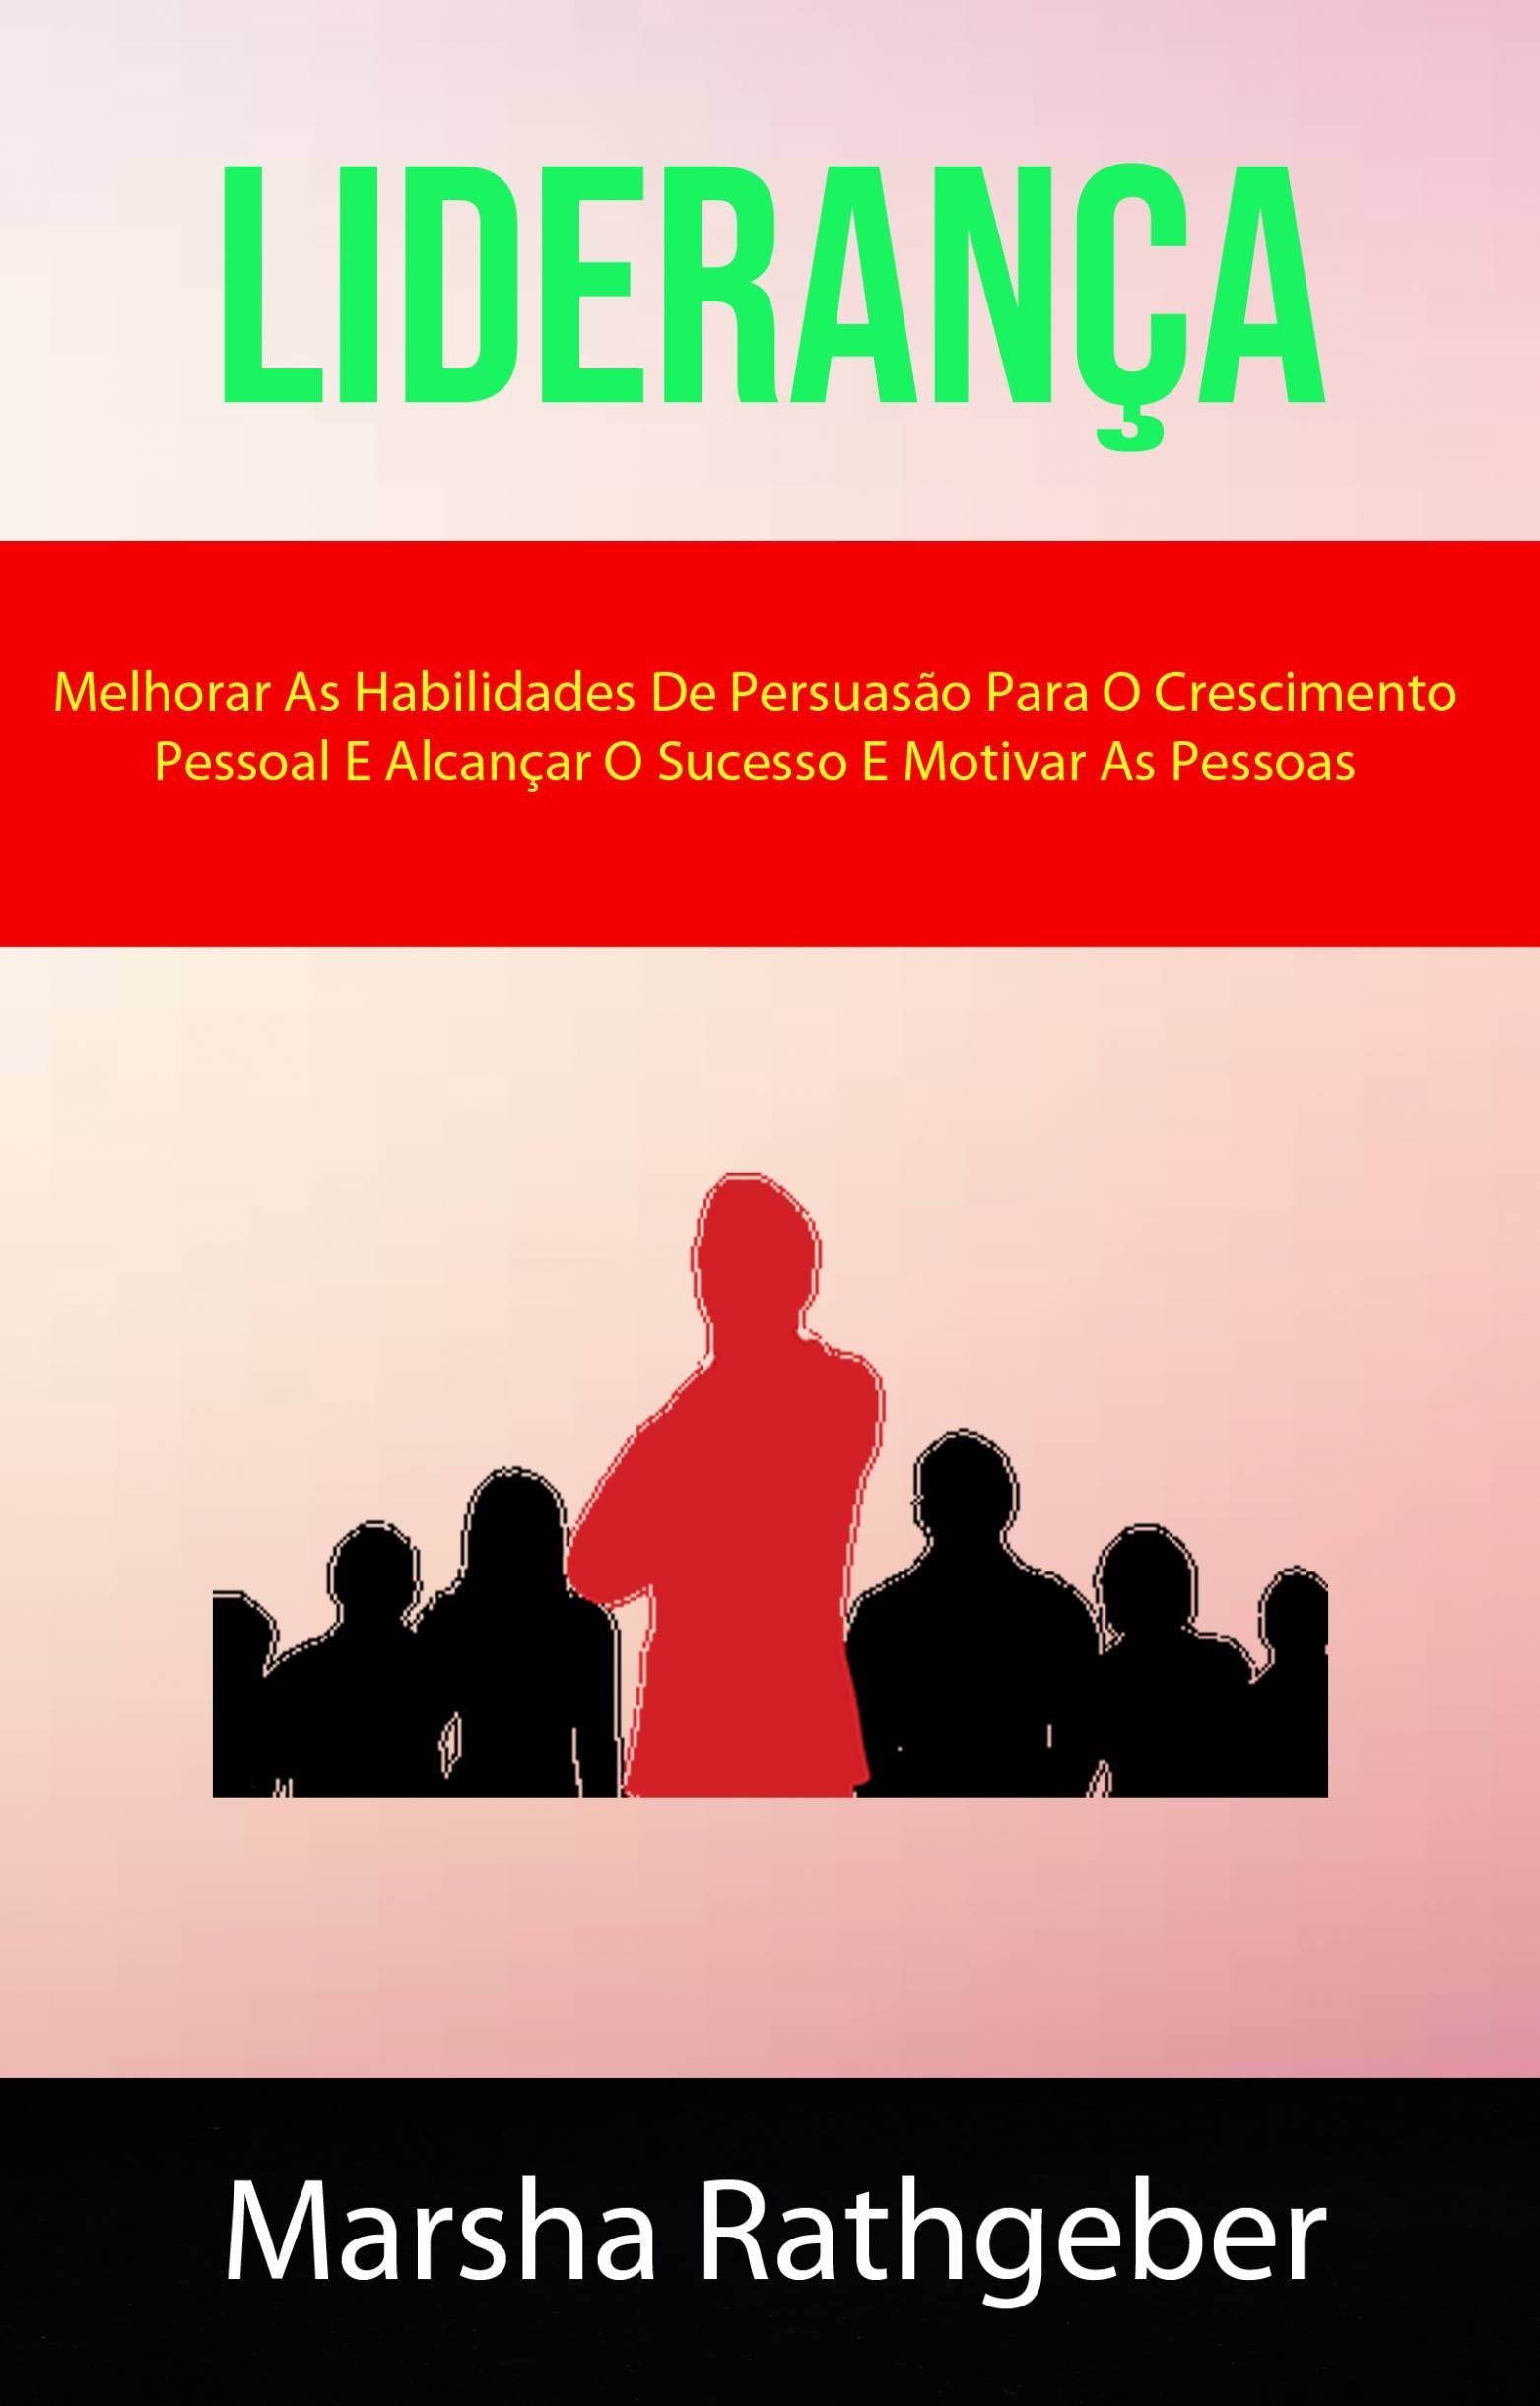 LIDERANÇA
Melhorar As Habilidades De Persuasão Para O Crescimento
Pessoal E Alcançar O Sucesso E Motivar As Pessoas
Marsha Rathgeber